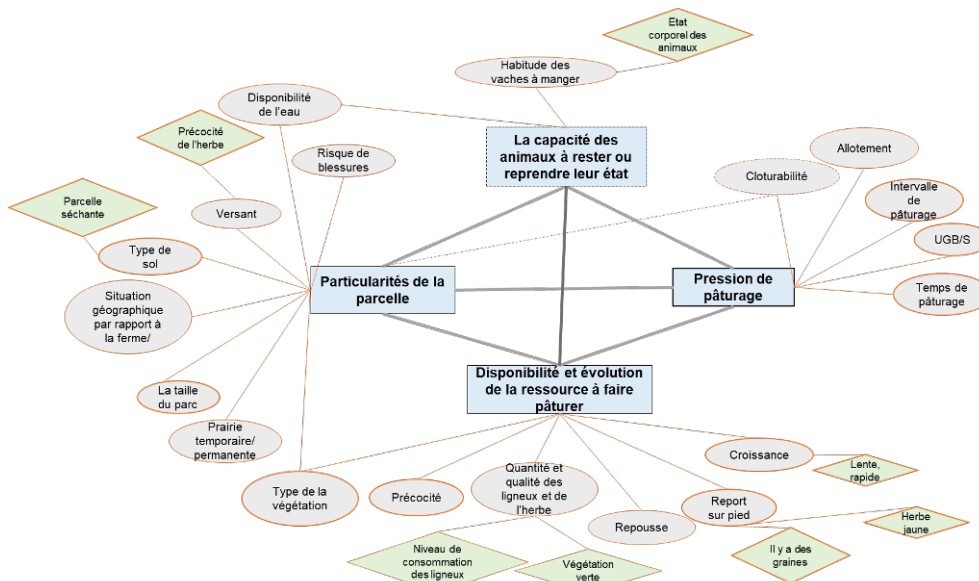 Etat
corporel des
animaux
Habitude des
vaches à manger
Disponibilité
de l'eau
Précocité
de l'herbe
La capacité des
animaux à rester ou
reprendre leur état
Allotement
Risque de
blessures
Cloturabilité
Intervalle
de
pâturage
Parcelle
séchante
Versant
UGB/S
Type de
sol
Particularités de la
parcelle
Pression de
pâturage
Temps de
pâturage
Situation
géographique
par rapport à
la ferme/
Disponibilité et évolution
de la ressource à faire
pâturer
La taille
du parc
Prairie
temporaire/
permanente
Croissance
Lente,
rapide
Type de la
végétation
Précocité
Quantité et
qualité des
ligneux et de
l'herbe
Report
sur pied
Repousse
Herbe
jaune
Niveau de
consommation
des ligneux
Végétation
verte
Il y a des
graines